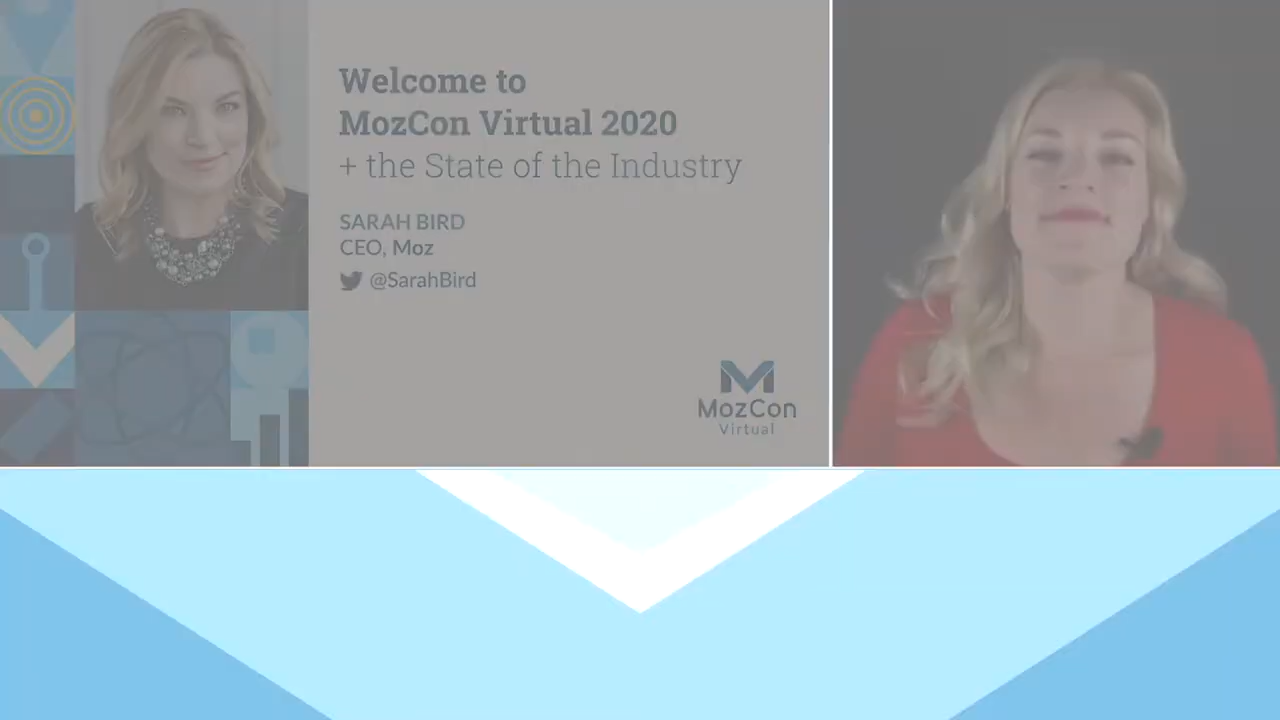 Welcome to
MozCon Virtual 2020
+ the State of the Industry
SARAH BIRD
CEO, Moz
@SarahBird
MozCon
Virtual